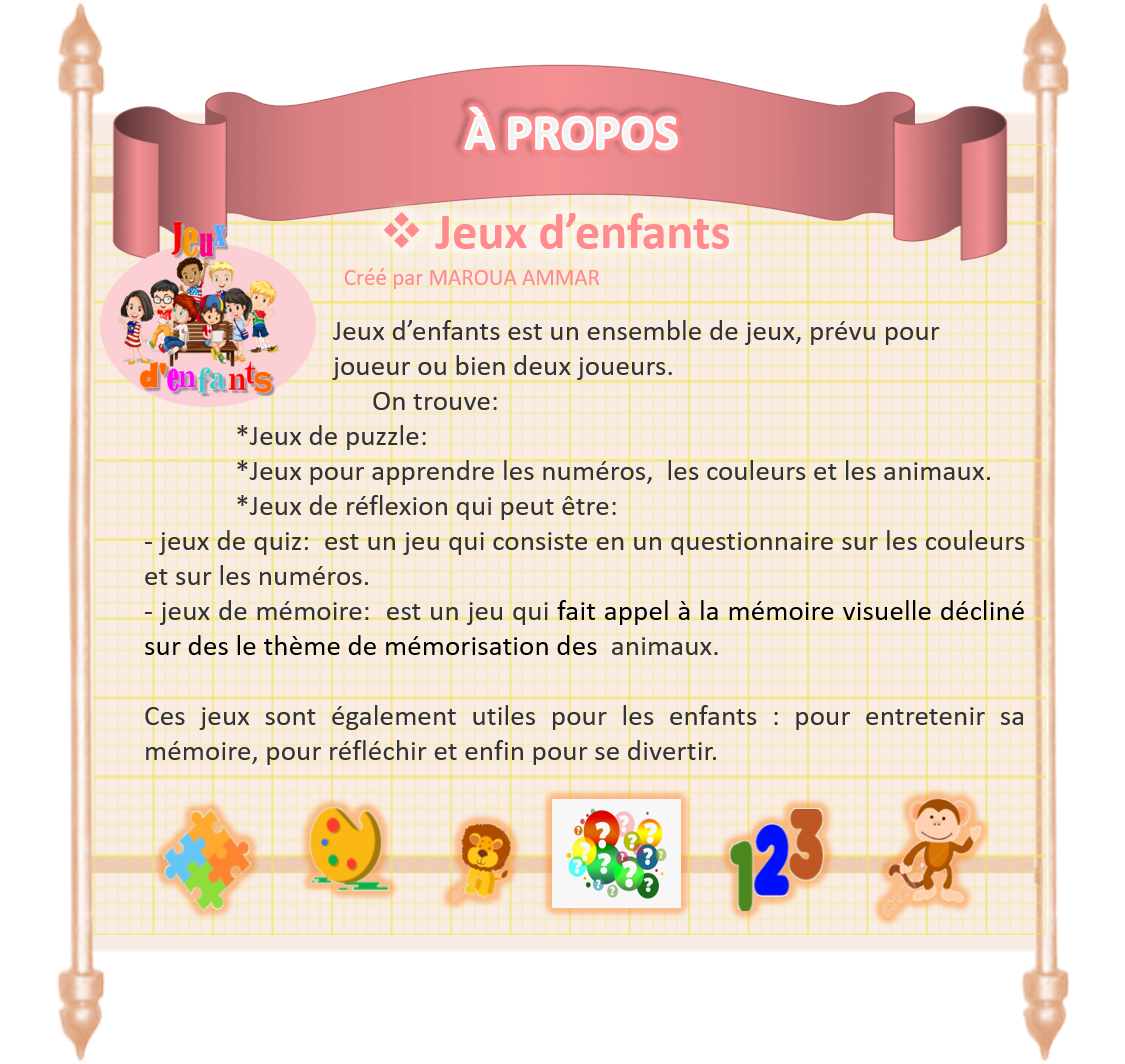 À PROPOS
❖ Jeux d’enfants
Créé par MAROUA AMMAR
Jeux
d'enfants
Jeux d’enfants est un ensemble de jeux, prévu pour
joueur ou bien deux joueurs.
On trouve:
*Jeux de puzzle:
*Jeux pour apprendre les numéros,  les couleurs et les animaux.
*Jeux de réflexion qui peut être:
- jeux de quiz:  est un jeu qui consiste en un questionnaire sur les couleurs
et sur les numéros.
- jeux de mémoire:  est un jeu qui fait appel à la mémoire visuelle décliné
sur des le thème de mémorisation des  animaux.
Ces jeux sont également utiles pour les enfants : pour entretenir sa
mémoire, pour réfléchir et enfin pour se divertir.
123